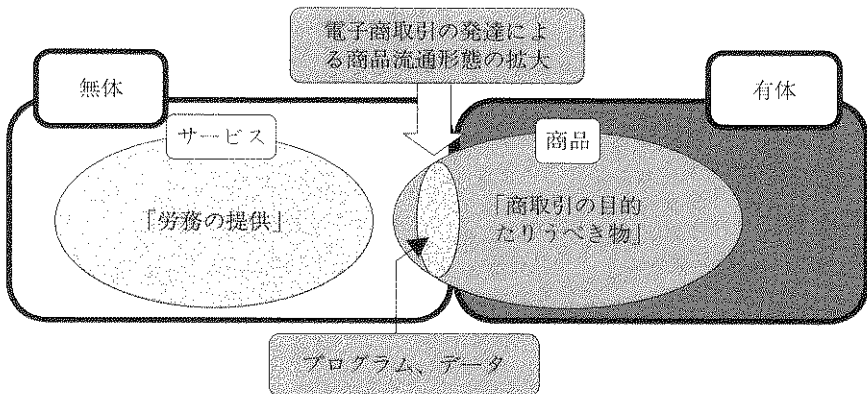 電子商取引の発達によ
る商品流通形態の拡大
無体
有体
サービス
商品
「労務の提供」
「商取引の目的
たりうべき物」
プログラム、データ